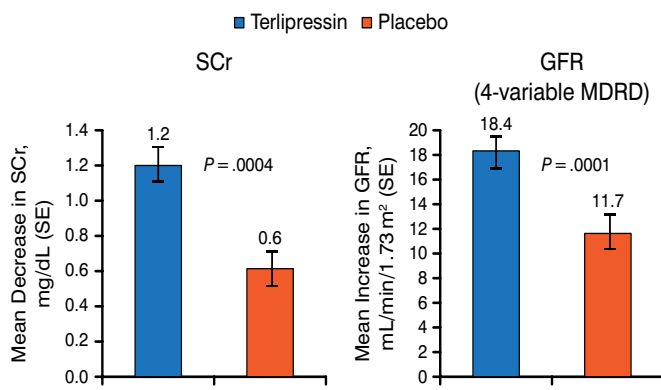 Terlipressin Placebo
SCr
Mean Decrease in SCr,
mg/dL (SE)
1.4
1.2
1.0
0.8
0.6
0.4
0.2
0.0
1.2
P = .0004
0.6
GFR
(4-variable MDRD)
Mean Increase in GFR,
mL/min/1.73 m² (SE)
20
18
16
14
12
10
8
6
4
2
0
18.4
P = .0001
11.7